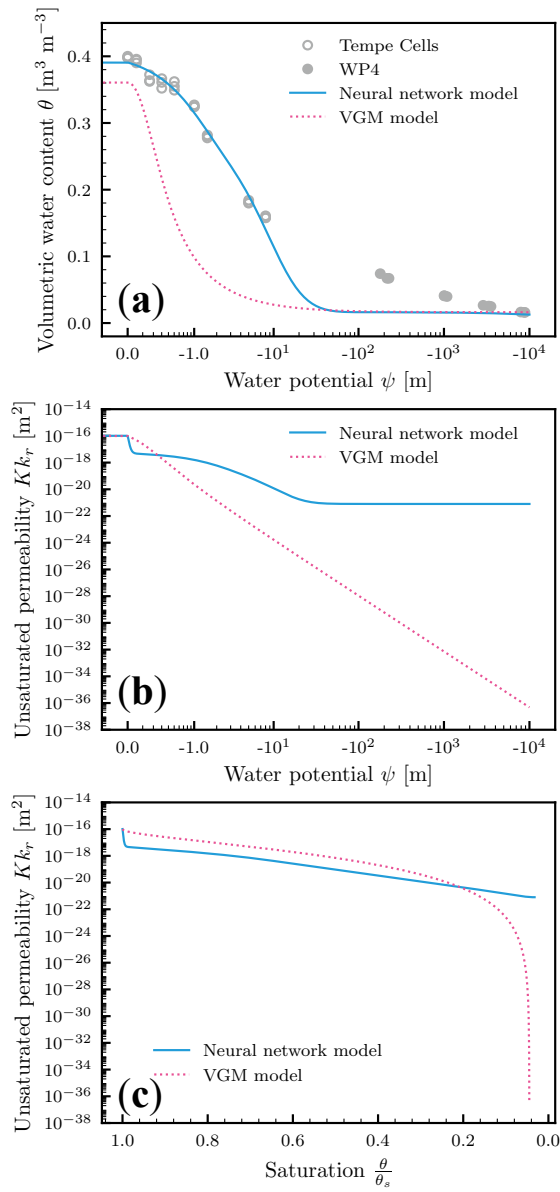 0.4
0.3
0.2
0.1
0.0
Volumetric water content θ [m³ m⁻³]
Tempe Cells
WP4
Neural network model
VGM model
(a)
0.0 -1.0 -10¹ -10² -10³ -10⁴
Water potential ψ [m]
10⁻¹⁴
10⁻¹⁶
10⁻¹⁸
10⁻²⁰
10⁻²²
10⁻²⁴
10⁻²⁶
10⁻²⁸
10⁻³⁰
10⁻³²
10⁻³⁴
10⁻³⁶
10⁻³⁸
Unsaturated permeability Kkᵣ [m²]
Neural network model
VGM model
(b)
0.0 -1.0 -10¹ -10² -10³ -10⁴
Water potential ψ [m]
10⁻¹⁴
10⁻¹⁶
10⁻¹⁸
10⁻²⁰
10⁻²²
10⁻²⁴
10⁻²⁶
10⁻²⁸
10⁻³⁰
10⁻³²
10⁻³⁴
10⁻³⁶
10⁻³⁸
Unsaturated permeability Kkᵣ [m²]
Neural network model
VGM model
(c)
1.0 0.8 0.6 0.4 0.2 0.0
Saturation θ/θₛ